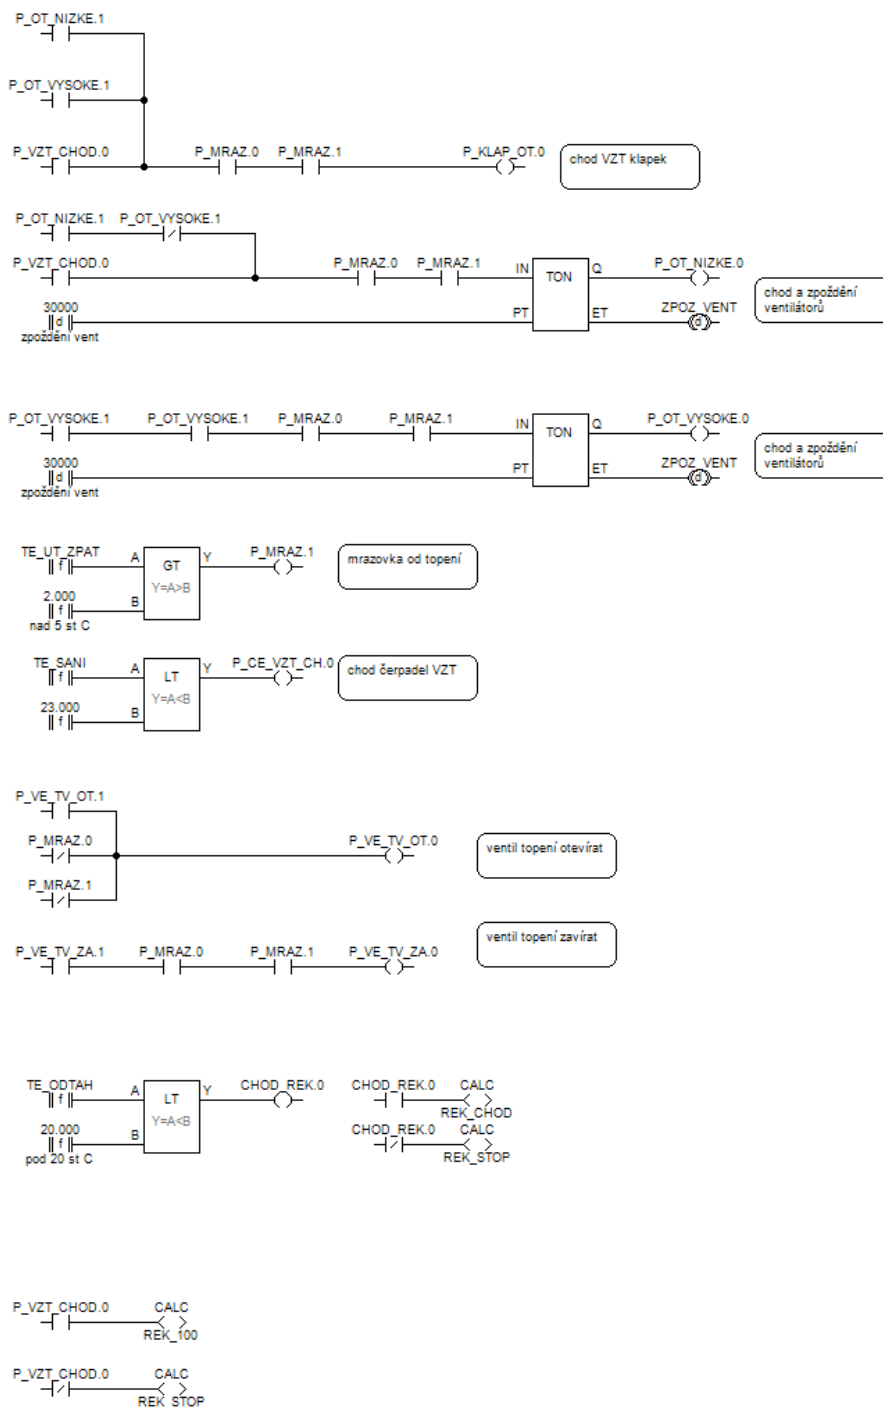 P_OT_NIZKE.1
P_OT_VYSOKE.1
P_VZT_CHOD.0 P_MRAZ.0 P_MRAZ.1 P_KLAP_OT.0 chod VZT klapek
P_OT_NIZKE.1 P_OT_VYSOKE.1
P_VZT_CHOD.0 P_MRAZ.0 P_MRAZ.1 IN TON Q P_OT_NIZKE.0
30000 PT ET ZPOZ_VENT
d d
zpoždění vent
chod a zpoždění
ventilátorů
P_OT_VYSOKE.1 P_OT_VYSOKE.1 P_MRAZ.0 P_MRAZ.1 IN TON Q P_OT_VYSOKE.0
30000 PT ET ZPOZ_VENT
d d
zpoždění vent
chod a zpoždění
ventilátorů
TE_UT_ZPAT A GT Y P_MRAZ.1 mrazovka od topení
f Y=A>B
2.000 B
f
nad 5 st C
TE_SANI A LT Y P_CE_VZT_CH.0 chod čerpadel VZT
f Y=A<B
23.000 B
f
P_VE_TV_OT.1
P_MRAZ.0 P_VE_TV_OT.0 ventil topení otevírat
P_MRAZ.1
ventil topení zavírat
P_VE_TV_ZA.1 P_MRAZ.0 P_MRAZ.1 P_VE_TV_ZA.0
TE_ODTAH A LT Y CHOD_REK.0 CHOD_REK.0 CALC
f Y=A<B REK_CHOD
20.000 B CHOD_REK.0 CALC
f
pod 20 st C REK_STOP
P_VZT_CHOD.0 CALC
REK_100
P_VZT_CHOD.0 CALC
REK_STOP